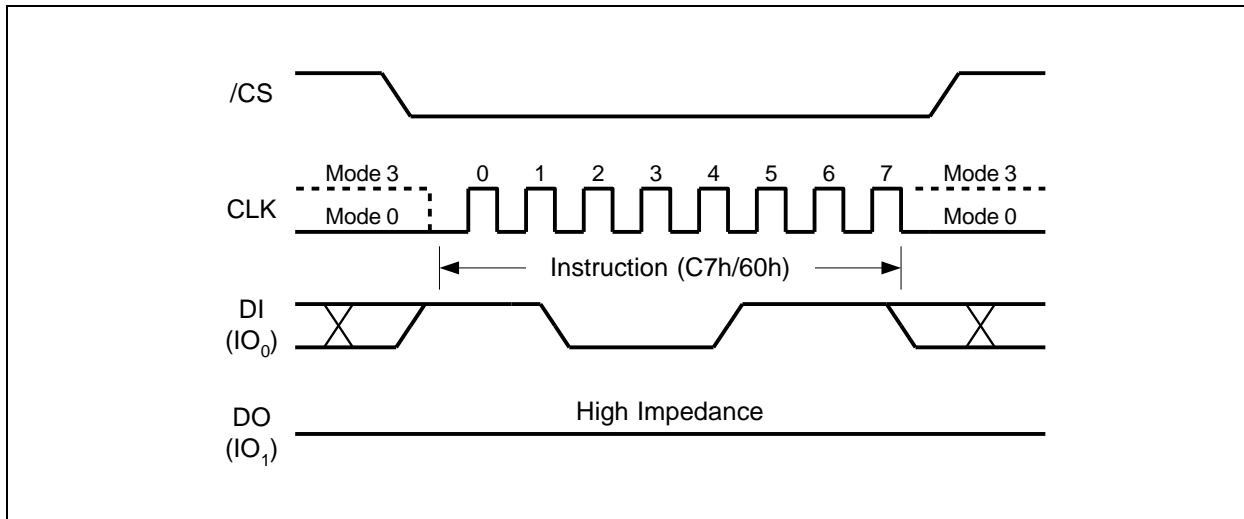 /CS
Mode 3 0 1 2 3 4 5 6 7 Mode 3
CLK Mode 0 Mode 0
Instruction (C7h/60h)
DI
(IO0)
High Impedance
DO
(IO1)